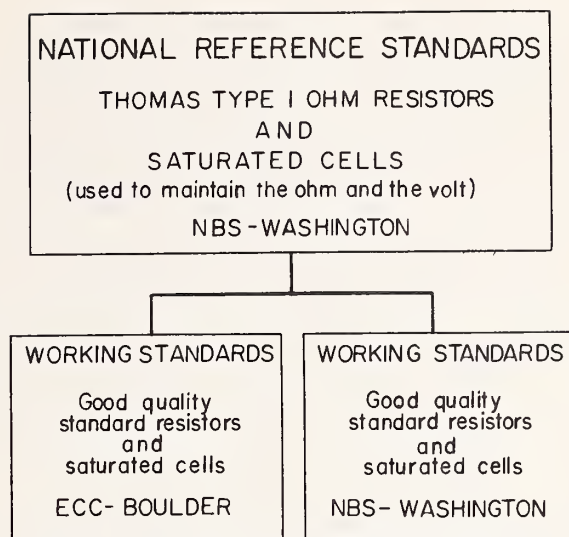 NATIONAL REFERENCE STANDARDS
THOMAS TYPE I OHM RESISTORS
AND
SATURATED CELLS
(used to maintain the ohm and the volt)
NBS-WASHINGTON
WORKING STANDARDS
Good quality
standard resistors
and
saturated cells
ECC- BOULDER
WORKING STANDARDS
Good quality
standard resistors
and
saturated cells
NBS- WASHINGTON